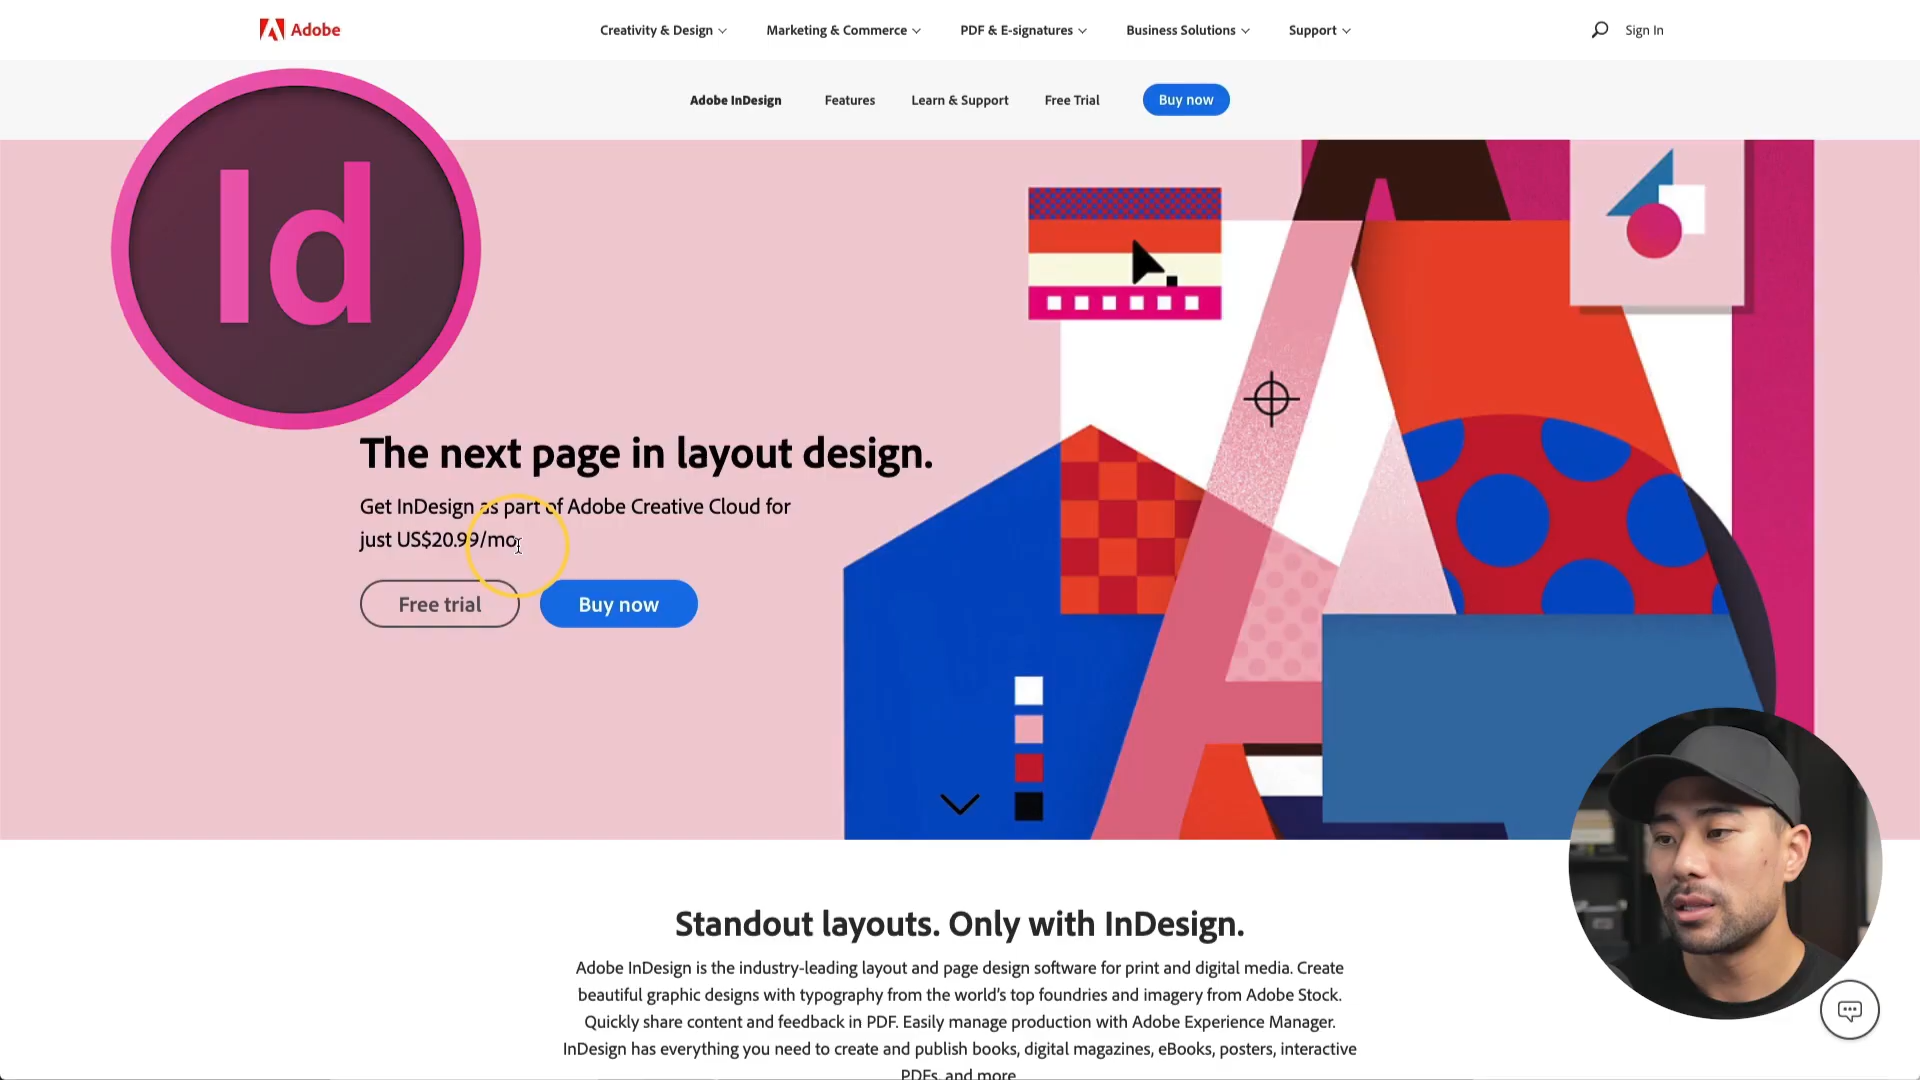 Adobe
Creativity & Design
Marketing & Commerce
PDF & E-signatures
Business Solutions
Support
Sign In
Adobe InDesign
Features
Learn & Support
Free Trial
Buy now
Id
The next page in layout design.
Get InDesign as part of Adobe Creative Cloud for
just US$20.99/mo.
Free trial
Buy now
Standout layouts. Only with InDesign.
Adobe InDesign is the industry-leading layout and page design software for print and digital media. Create
beautiful graphic designs with typography from the world’s top foundries and imagery from Adobe Stock.
Quickly share content and feedback in PDF. Easily manage production with Adobe Experience Manager.
InDesign has everything you need to create and publish books, digital magazines, eBooks, posters, interactive
PDFs, and more.